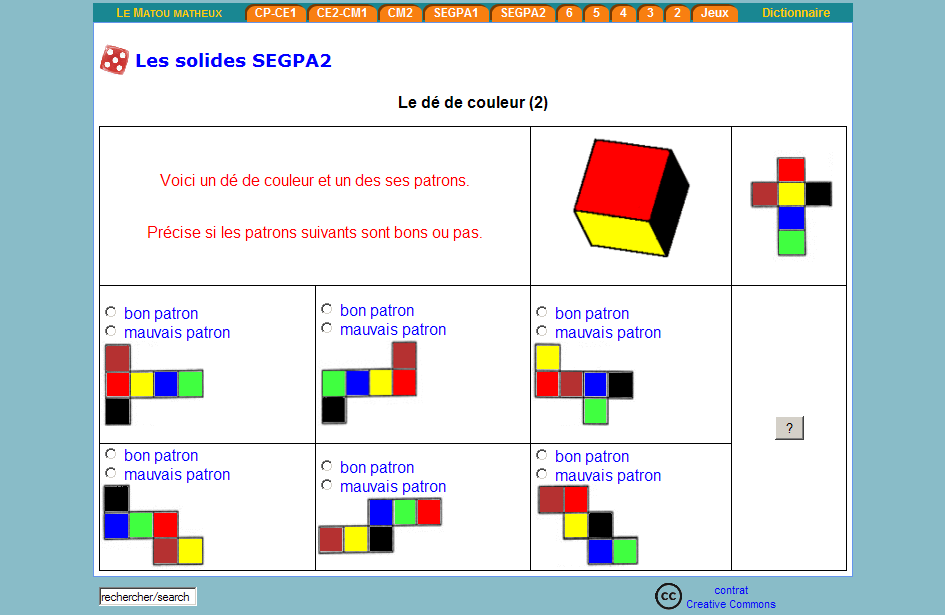 LE MATOU MATHEUX CP-CE1 CE2-CM1 CM2 SEGPA1 SEGPA2 6 5 4 3 2 Jeux Dictionnaire
Les solides SEGPA2
Le dé de couleur (2)
Voici un dé de couleur et un des ses patrons.
Précise si les patrons suivants sont bons ou pas.
bon patron
mauvais patron
bon patron
mauvais patron
bon patron
mauvais patron
?
bon patron
mauvais patron
bon patron
mauvais patron
bon patron
mauvais patron
rechercher/search
cc
contrat
Creative Commons